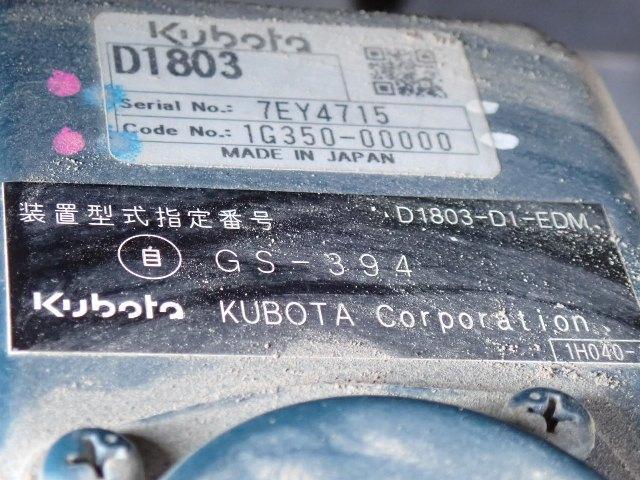 Kubota
D1803
Serial No.: 7EY4715
Code No.: 1G350-00000
MADE IN JAPAN
装置型式指定番号 D1803-DI-EDM
自 GS-394
Kubota KUBOTA Corporation
1H040-